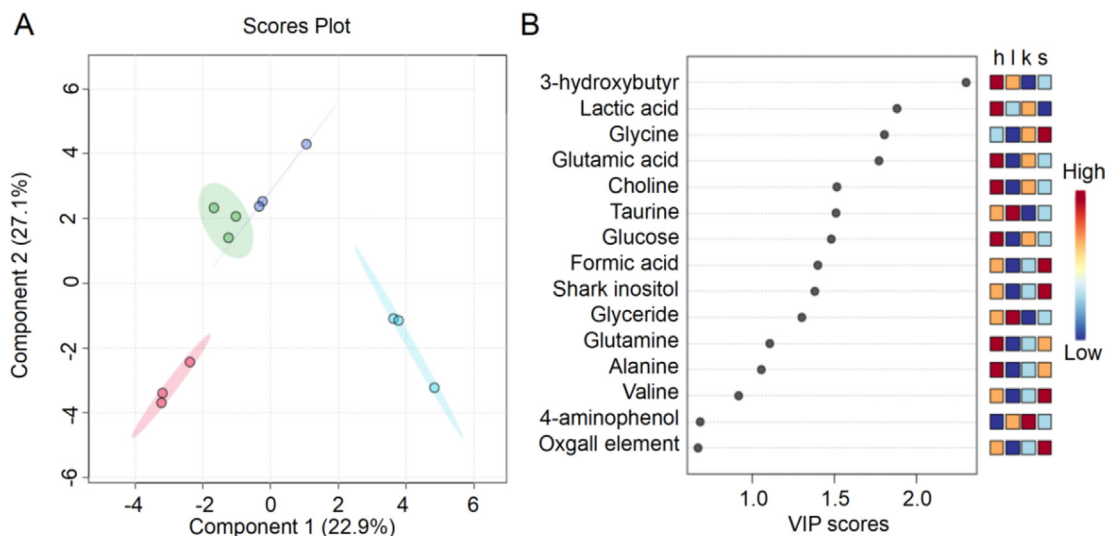 A
Scores Plot
Component 2 (27.1%)
6
4
2
0
-2
-4
-6
-4
-2
0
2
4
6
Component 1 (22.9%)
B
h l k s
3-hydroxybutyr
Lactic acid
Glycine
Glutamic acid
Choline
Taurine
Glucose
Formic acid
Shark inositol
Glyceride
Glutamine
Alanine
Valine
4-aminophenol
Oxgall element
1.0
1.5
2.0
VIP scores
High
Low